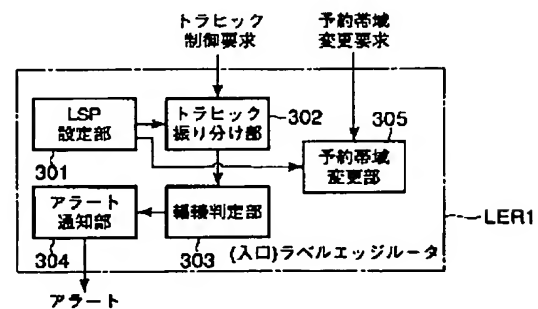 トラヒック
制御要求
予約帯域
変更要求
LSP
設定部
301
トラヒック
振り分け部
302
305
予約帯域
変更部
アラート
通知部
304
輻輳判定部
303
(入口)ラベルエッジルータ
LER1
アラート